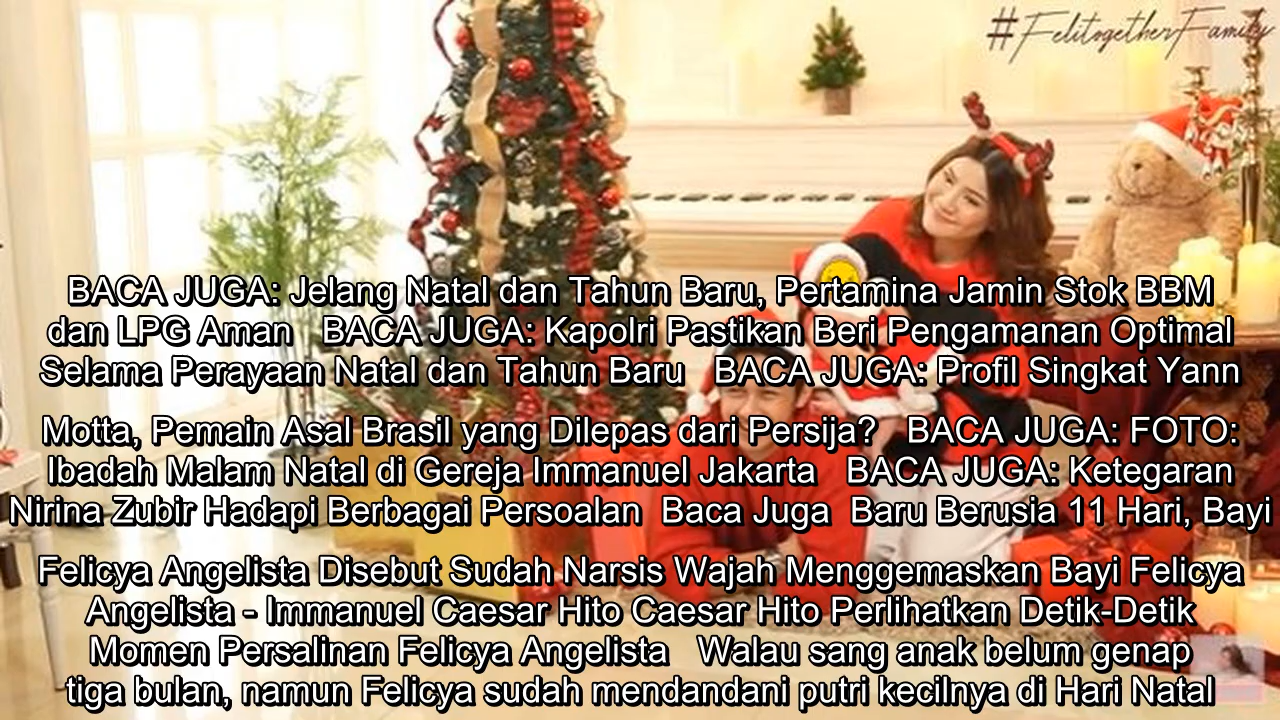 #FelitogetherFamily
BACA JUGA: Jelang Natal dan Tahun Baru, Pertamina Jamin Stok BBM
dan LPG Aman   BACA JUGA: Kapolri Pastikan Beri Pengamanan Optimal
Selama Perayaan Natal dan Tahun Baru   BACA JUGA: Profil Singkat Yann
Motta, Pemain Asal Brasil yang Dilepas dari Persija?   BACA JUGA: FOTO:
Ibadah Malam Natal di Gereja Immanuel Jakarta   BACA JUGA: Ketegaran
Nirina Zubir Hadapi Berbagai Persoalan  Baca Juga  Baru Berusia 11 Hari, Bayi
Felicya Angelista Disebut Sudah Narsis Wajah Menggemaskan Bayi Felicya
Angelista - Immanuel Caesar Hito Caesar Hito Perlihatkan Detik-Detik
Momen Persalinan Felicya Angelista   Walau sang anak belum genap
tiga bulan, namun Felicya sudah mendandani putri kecilnya di Hari Natal